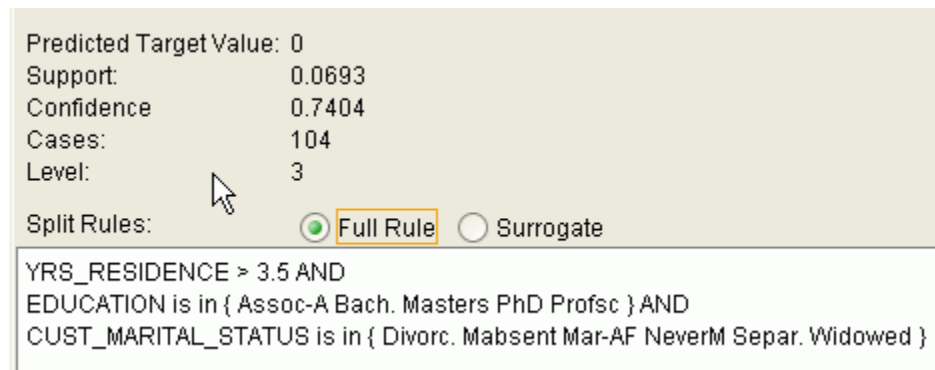 Predicted Target Value: 0
Support: 0.0693
Confidence 0.7404
Cases: 104
Level: 3
Split Rules: Full Rule Surrogate
YRS_RESIDENCE > 3.5 AND
EDUCATION is in { Assoc-A Bach. Masters PhD Profsc } AND
CUST_MARITAL_STATUS is in { Divorc. Mabsent Mar-AF NeverM Separ. Widowed }